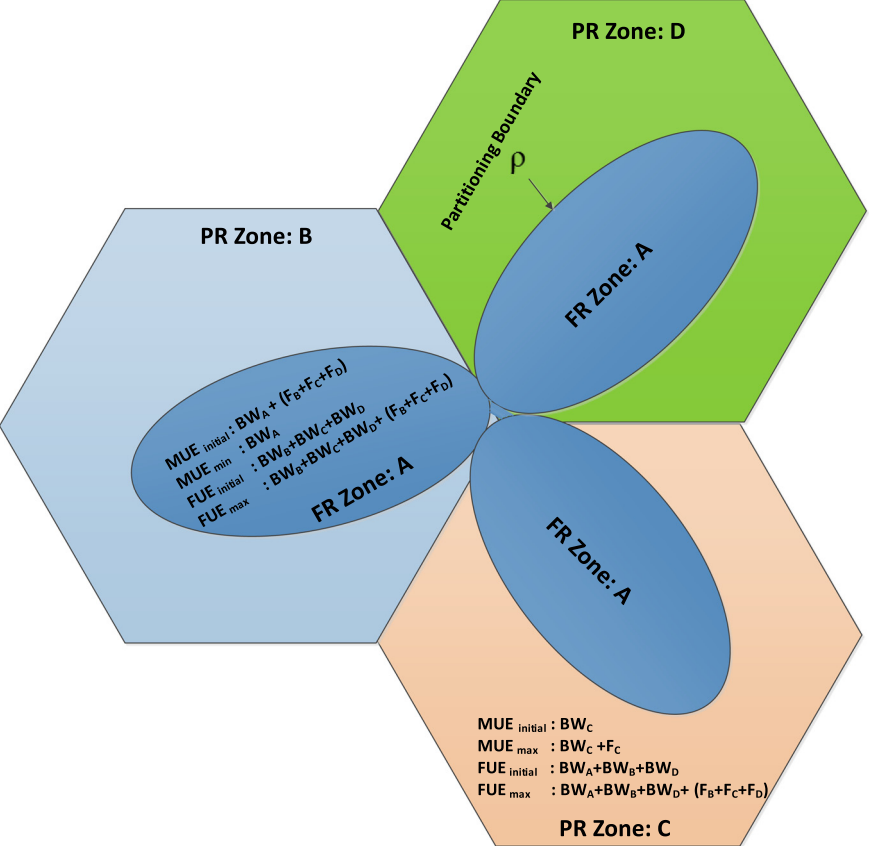 PR Zone: D
Partitioning Boundary
ρ
FR Zone: A
PR Zone: B
MUE initial : BWA + (FB+FC+FD)
MUE min : BWA
FUE initial : BWB+BWC+BWD
FUE max : BWB+BWC+BWD+ (FB+FC+FD)
FR Zone: A
FR Zone: A
MUE initial : BWC
MUE max : BWC +FC
FUE initial : BWA+BWB+BWD
FUE max : BWA+BWB+BWD+ (FB+FC+FD)
PR Zone: C